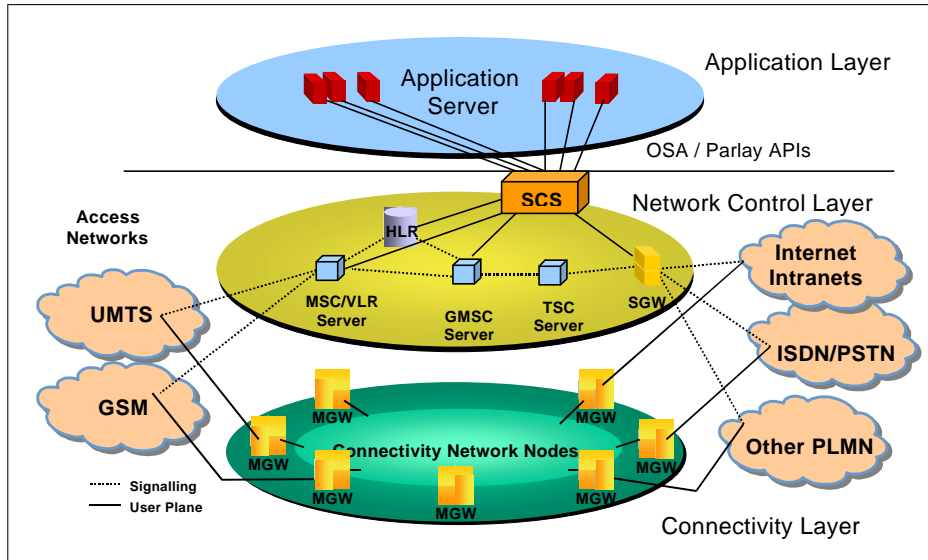 Application Layer
Application
Server
OSA / Parlay APIs
SCS
Network Control Layer
Access
Networks
HLR
Internet
Intranets
UMTS
MSC/VLR
Server
GMSC
Server
TSC
Server
SGW
ISDN/PSTN
GSM
MGW
MGW
MGW
MGW
Connectivity Network Nodes
Other PLMN
MGW
MGW
MGW
Signalling
User Plane
Connectivity Layer